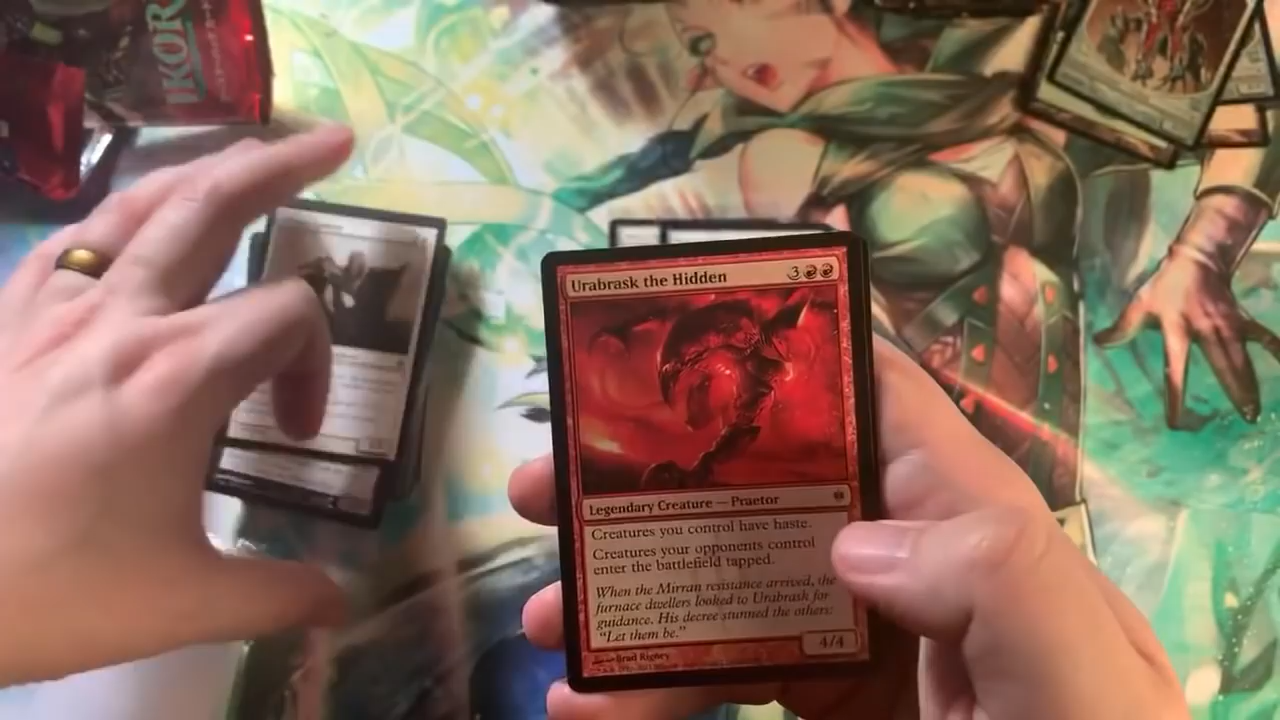 IKOR
Urabrask the Hidden 3
Legendary Creature — Praetor
Creatures you control have haste.
Creatures your opponents control
enter the battlefield tapped.
When the Mirran resistance arrived, the
furnace dwellers looked to Urabrask for
guidance. His decree stunned the others:
"Let them be."
4/4
Brad Rigney